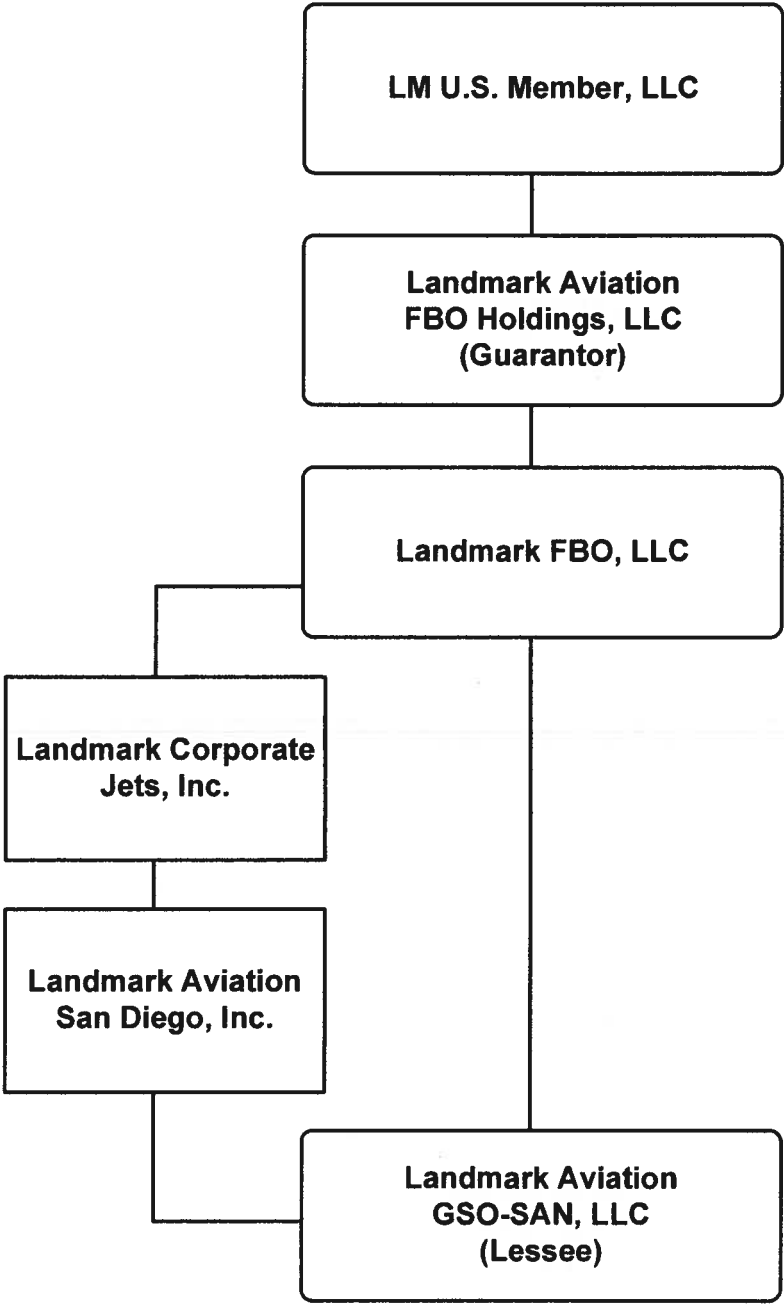 LM U.S. Member, LLC
Landmark Aviation
FBO Holdings, LLC
(Guarantor)
Landmark FBO, LLC
Landmark Corporate
Jets, Inc.
Landmark Aviation
San Diego, Inc.
Landmark Aviation
GSO-SAN, LLC
(Lessee)